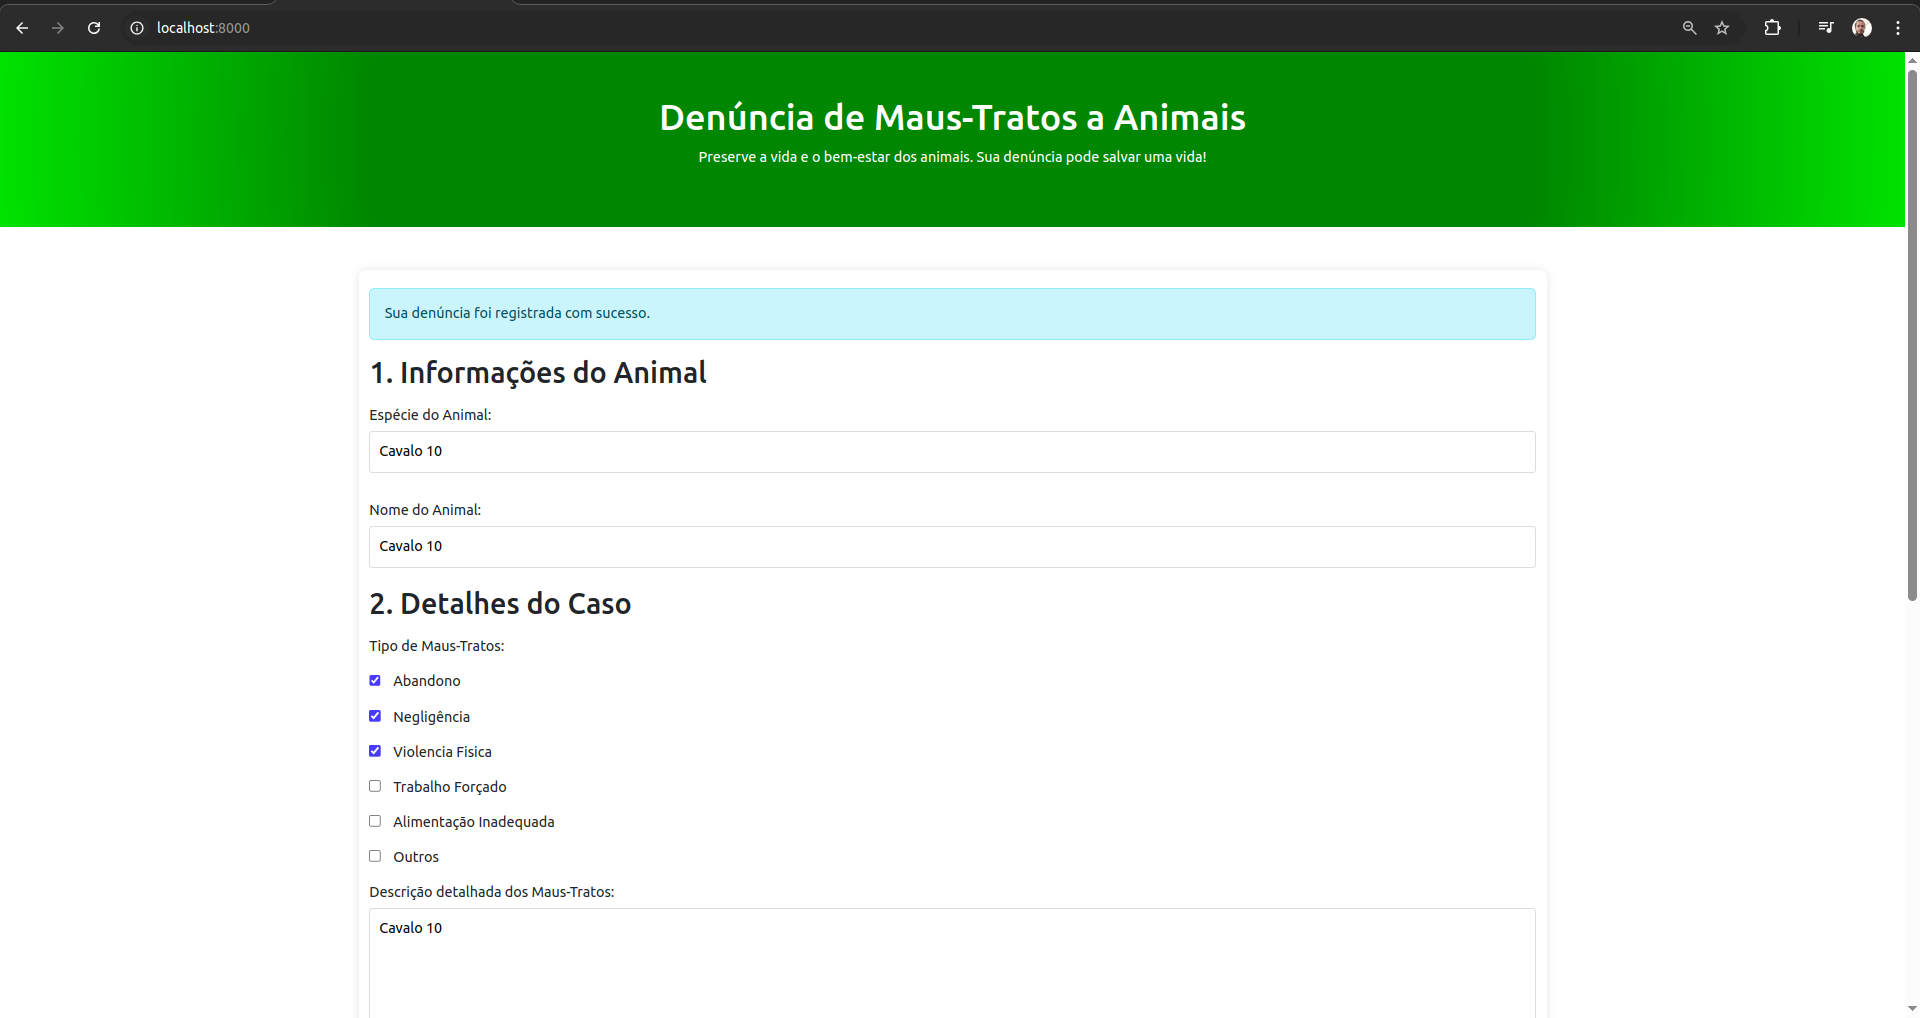 localhost:8000
Denúncia de Maus-Tratos a Animais
Preserve a vida e o bem-estar dos animais. Sua denúncia pode salvar uma vida!
Sua denúncia foi registrada com sucesso.
1. Informações do Animal
Espécie do Animal:
Cavalo 10
Nome do Animal:
Cavalo 10
2. Detalhes do Caso
Tipo de Maus-Tratos:
Abandono
Negligência
Violencia Fisica
Trabalho Forçado
Alimentação Inadequada
Outros
Descrição detalhada dos Maus-Tratos:
Cavalo 10